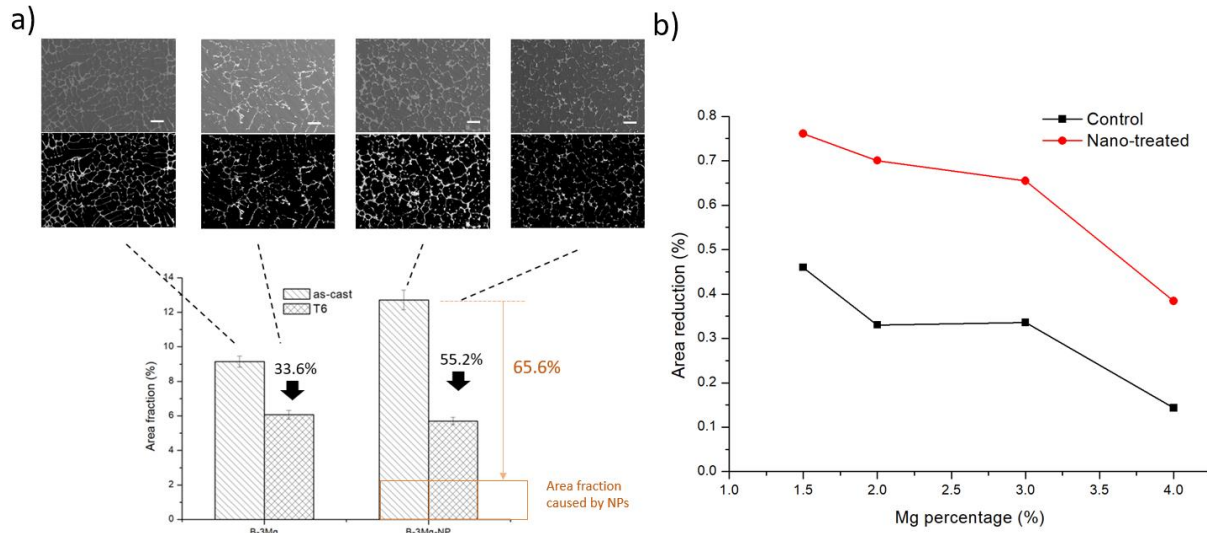 a)
14
12
10
8
6
4
2
0
Area fraction (%)
as-cast
T6
33.6%
55.2%
65.6%
Area fraction
caused by NPs
B-3Mg
B-3Mg-NP
b)
Control
Nano-treated
0.8
0.7
0.6
0.5
0.4
0.3
0.2
0.1
0.0
Area reduction (%)
1.0
1.5
2.0
2.5
3.0
3.5
4.0
Mg percentage (%)